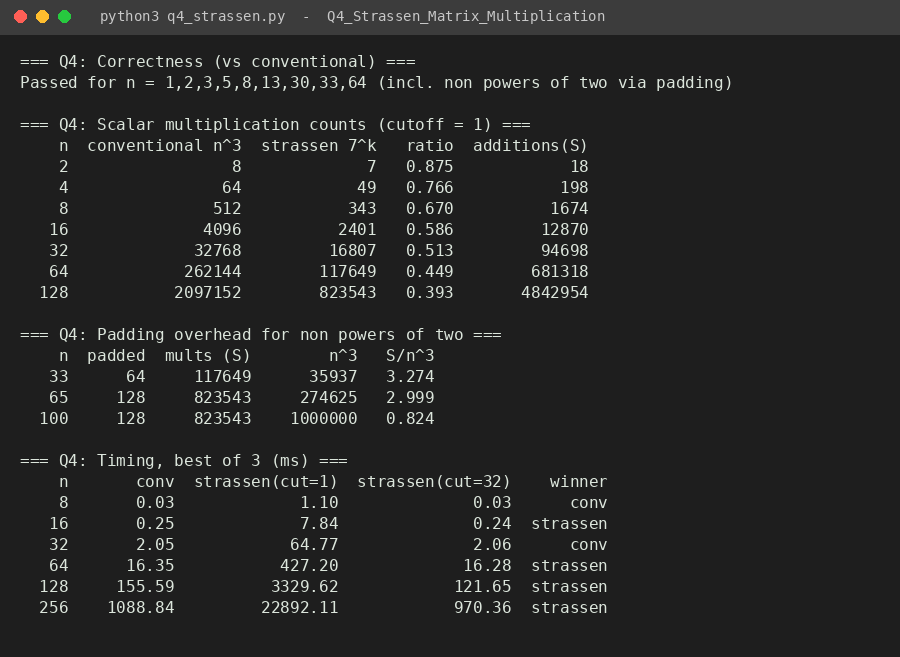 python3 q4_strassen.py  -  Q4_Strassen_Matrix_Multiplication
=== Q4: Correctness (vs conventional) ===
Passed for n = 1,2,3,5,8,13,30,33,64 (incl. non powers of two via padding)
=== Q4: Scalar multiplication counts (cutoff = 1) ===
    n  conventional n^3  strassen 7^k   ratio  additions(S)
    2                 8             7   0.875            18
    4                64            49   0.766           198
    8               512           343   0.670          1674
   16              4096          2401   0.586         12870
   32             32768         16807   0.513         94698
   64            262144        117649   0.449        681318
  128           2097152        823543   0.393       4842954
=== Q4: Padding overhead for non powers of two ===
    n  padded  mults (S)        n^3   S/n^3
   33      64     117649      35937   3.274
   65     128     823543     274625   2.999
  100     128     823543    1000000   0.824
=== Q4: Timing, best of 3 (ms) ===
    n       conv  strassen(cut=1)  strassen(cut=32)    winner
    8       0.03             1.10              0.03      conv
   16       0.25             7.84              0.24  strassen
   32       2.05            64.77              2.06      conv
   64      16.35           427.20             16.28  strassen
  128     155.59          3329.62            121.65  strassen
  256    1088.84         22892.11            970.36  strassen